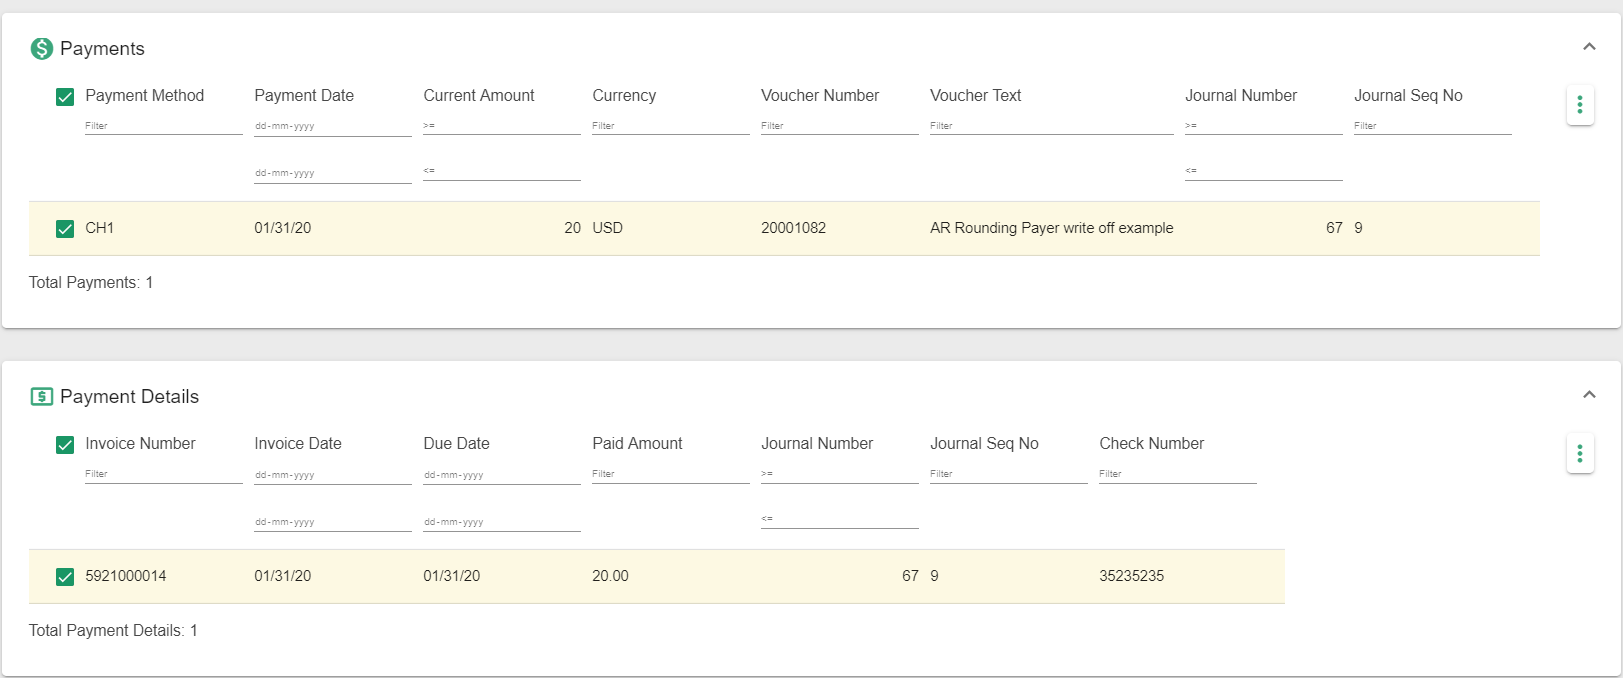 Payments
Payment Method Payment Date Current Amount Currency Voucher Number Voucher Text Journal Number Journal Seq No
Filter dd-mm-yyyy >= Filter Filter Filter >= Filter
dd-mm-yyyy <= <=
CH1 01/31/20 20 USD 20001082 AR Rounding Payer write off example 67 9
Total Payments: 1
Payment Details
Invoice Number Invoice Date Due Date Paid Amount Journal Number Journal Seq No Check Number
Filter dd-mm-yyyy dd-mm-yyyy Filter >= Filter Filter
dd-mm-yyyy dd-mm-yyyy <=
5921000014 01/31/20 01/31/20 20.00 67 9 35235235
Total Payment Details: 1